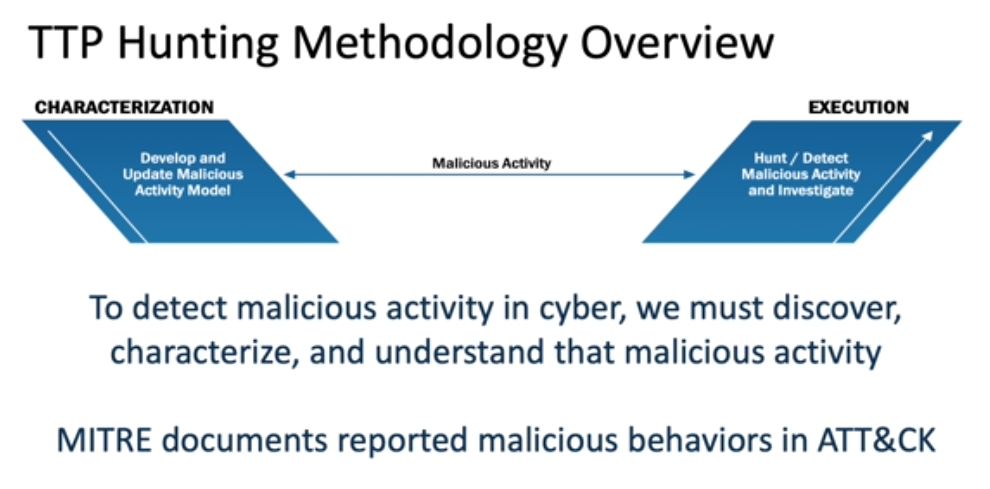 TTP Hunting Methodology Overview
CHARACTERIZATION
EXECUTION
Develop and
Update Malicious
Activity Model
Malicious Activity
Hunt / Detect
Malicious Activity
and Investigate
To detect malicious activity in cyber, we must discover,
characterize, and understand that malicious activity
MITRE documents reported malicious behaviors in ATT&CK